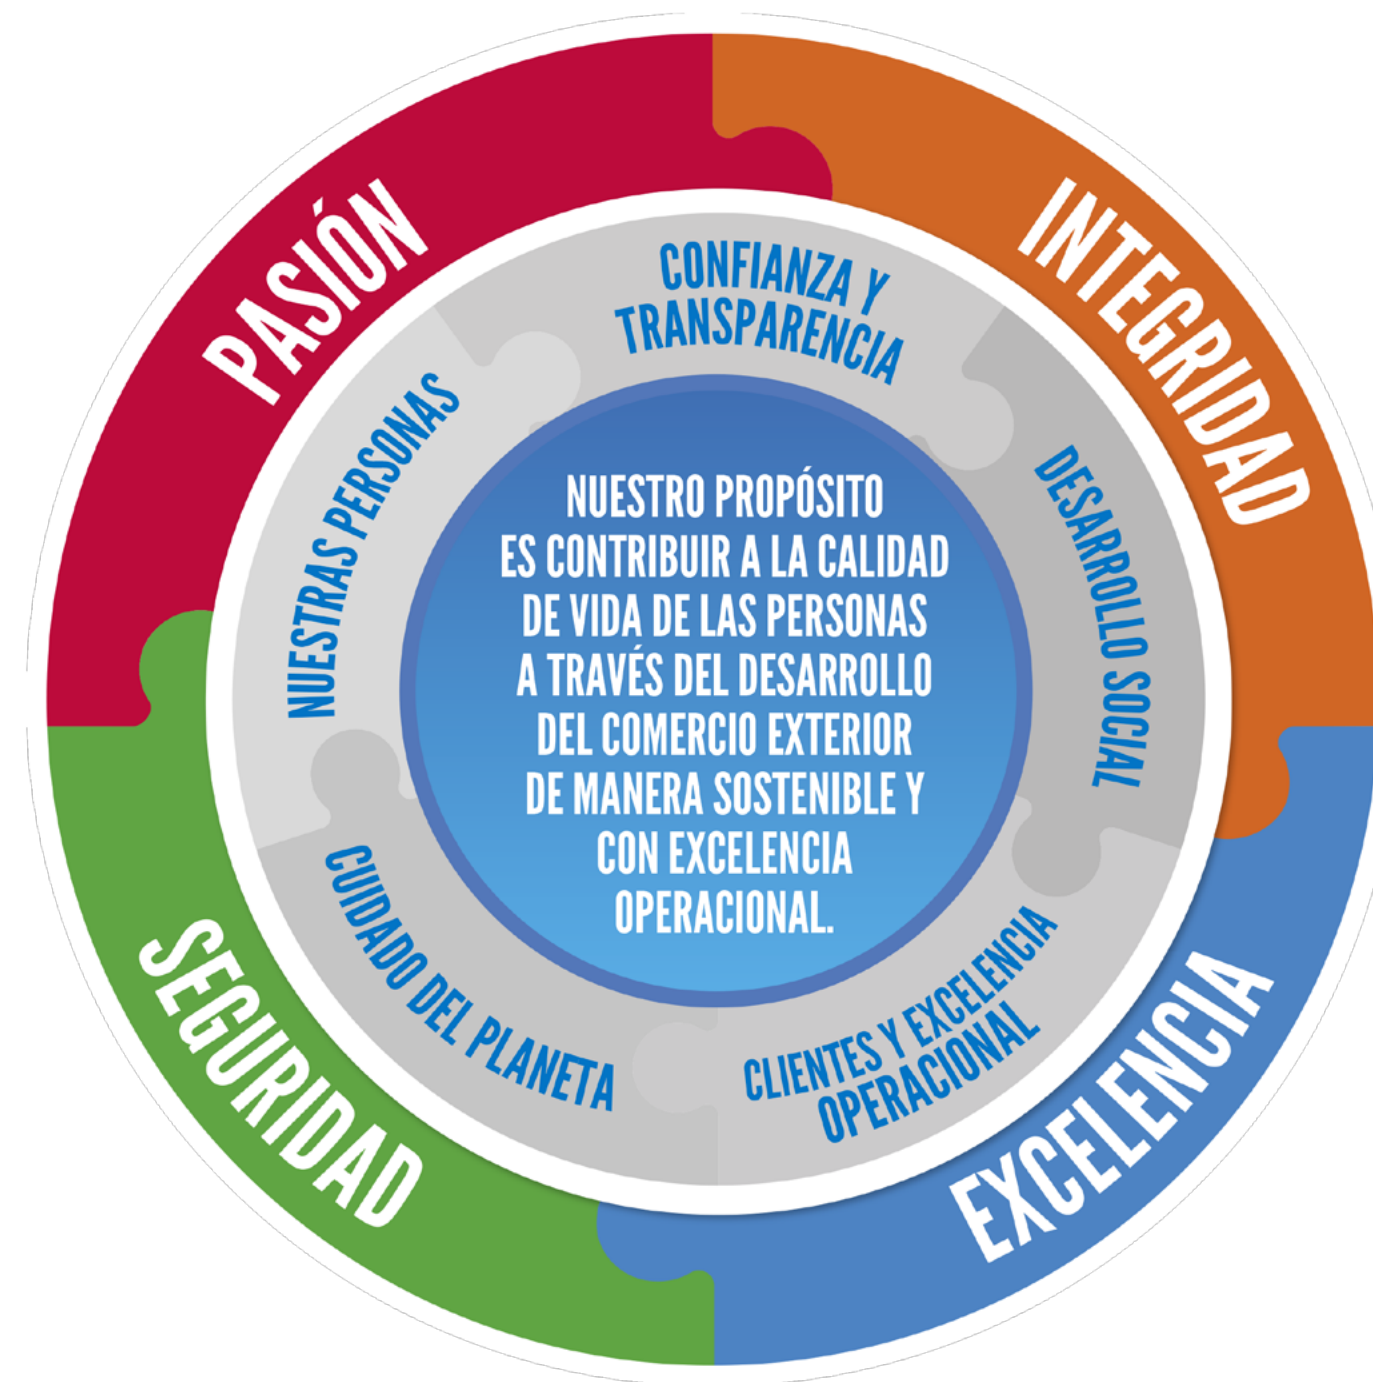 PASIÓN
INTEGRIDAD
CONFIANZA Y
TRANSPARENCIA
NUESTRAS PERSONAS
DESARROLLO SOCIAL
NUESTRO PROPÓSITO
ES CONTRIBUIR A LA CALIDAD
DE VIDA DE LAS PERSONAS
A TRAVÉS DEL DESARROLLO
DEL COMERCIO EXTERIOR
DE MANERA SOSTENIBLE Y
CON EXCELENCIA
OPERACIONAL.
CUIDADO DEL PLANETA
CLIENTES Y EXCELENCIA
OPERACIONAL
SEGURIDAD
EXCELENCIA